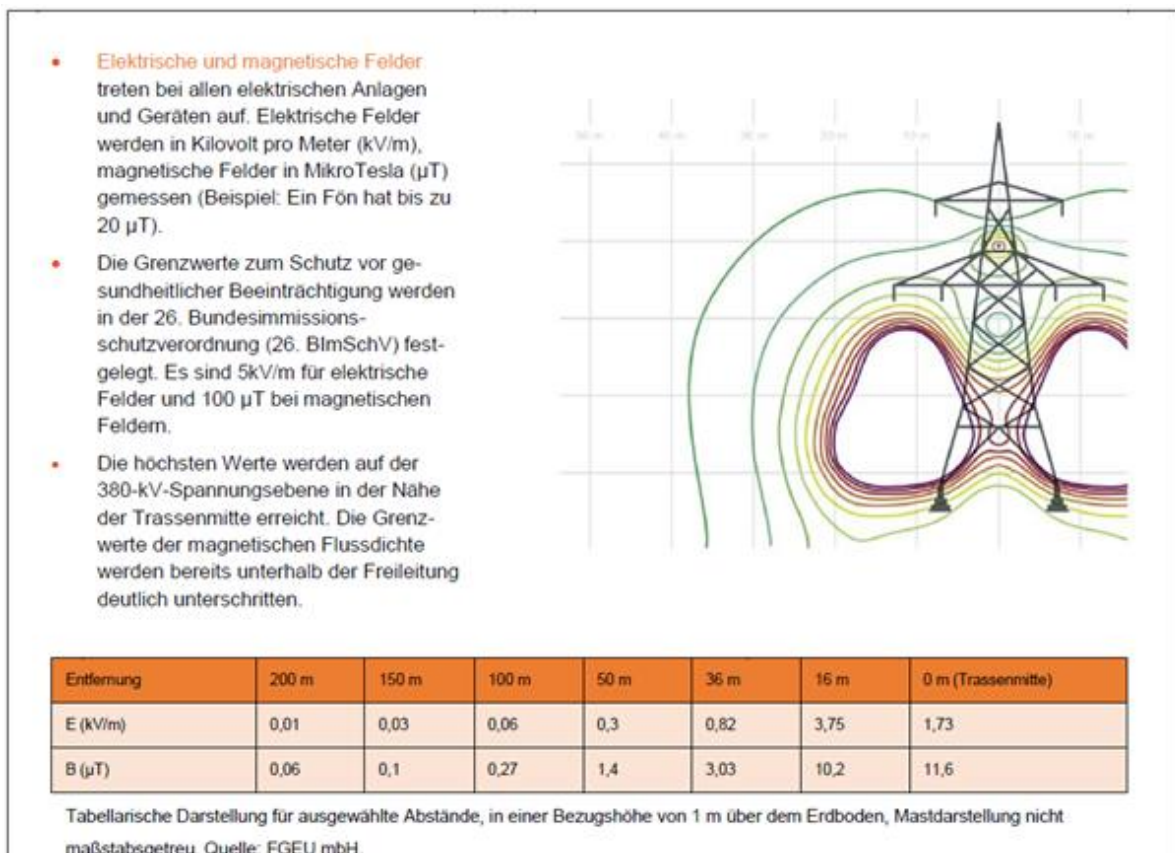 Elektrische und magnetische Felder
treten bei allen elektrischen Anlagen
und Geräten auf. Elektrische Felder
werden in Kilovolt pro Meter (kV/m),
magnetische Felder in MikroTesla (µT)
gemessen (Beispiel: Ein Fön hat bis zu
20 µT).
Die Grenzwerte zum Schutz vor ge-
sundheitlicher Beeinträchtigung werden
in der 26. Bundesimmissions-
schutzverordnung (26. BImSchV) fest-
gelegt. Es sind 5kV/m für elektrische
Felder und 100 µT bei magnetischen
Feldern.
Die höchsten Werte werden auf der
380-kV-Spannungsebene in der Nähe
der Trassenmitte erreicht. Die Grenz-
werte der magnetischen Flussdichte
werden bereits unterhalb der Freileitung
deutlich unterschritten.
50 m 40 m 30 m 20 m 10 m 10 m
Entfernung 200 m 150 m 100 m 50 m 36 m 16 m 0 m (Trassenmitte)
E (kV/m) 0,01 0,03 0,06 0,3 0,82 3,75 1,73
B (µT) 0,06 0,1 0,27 1,4 3,03 10,2 11,6
Tabellarische Darstellung für ausgewählte Abstände, in einer Bezugshöhe von 1 m über dem Erdboden, Mastdarstellung nicht
maßstabsgetreu. Quelle: FGEU mbH.